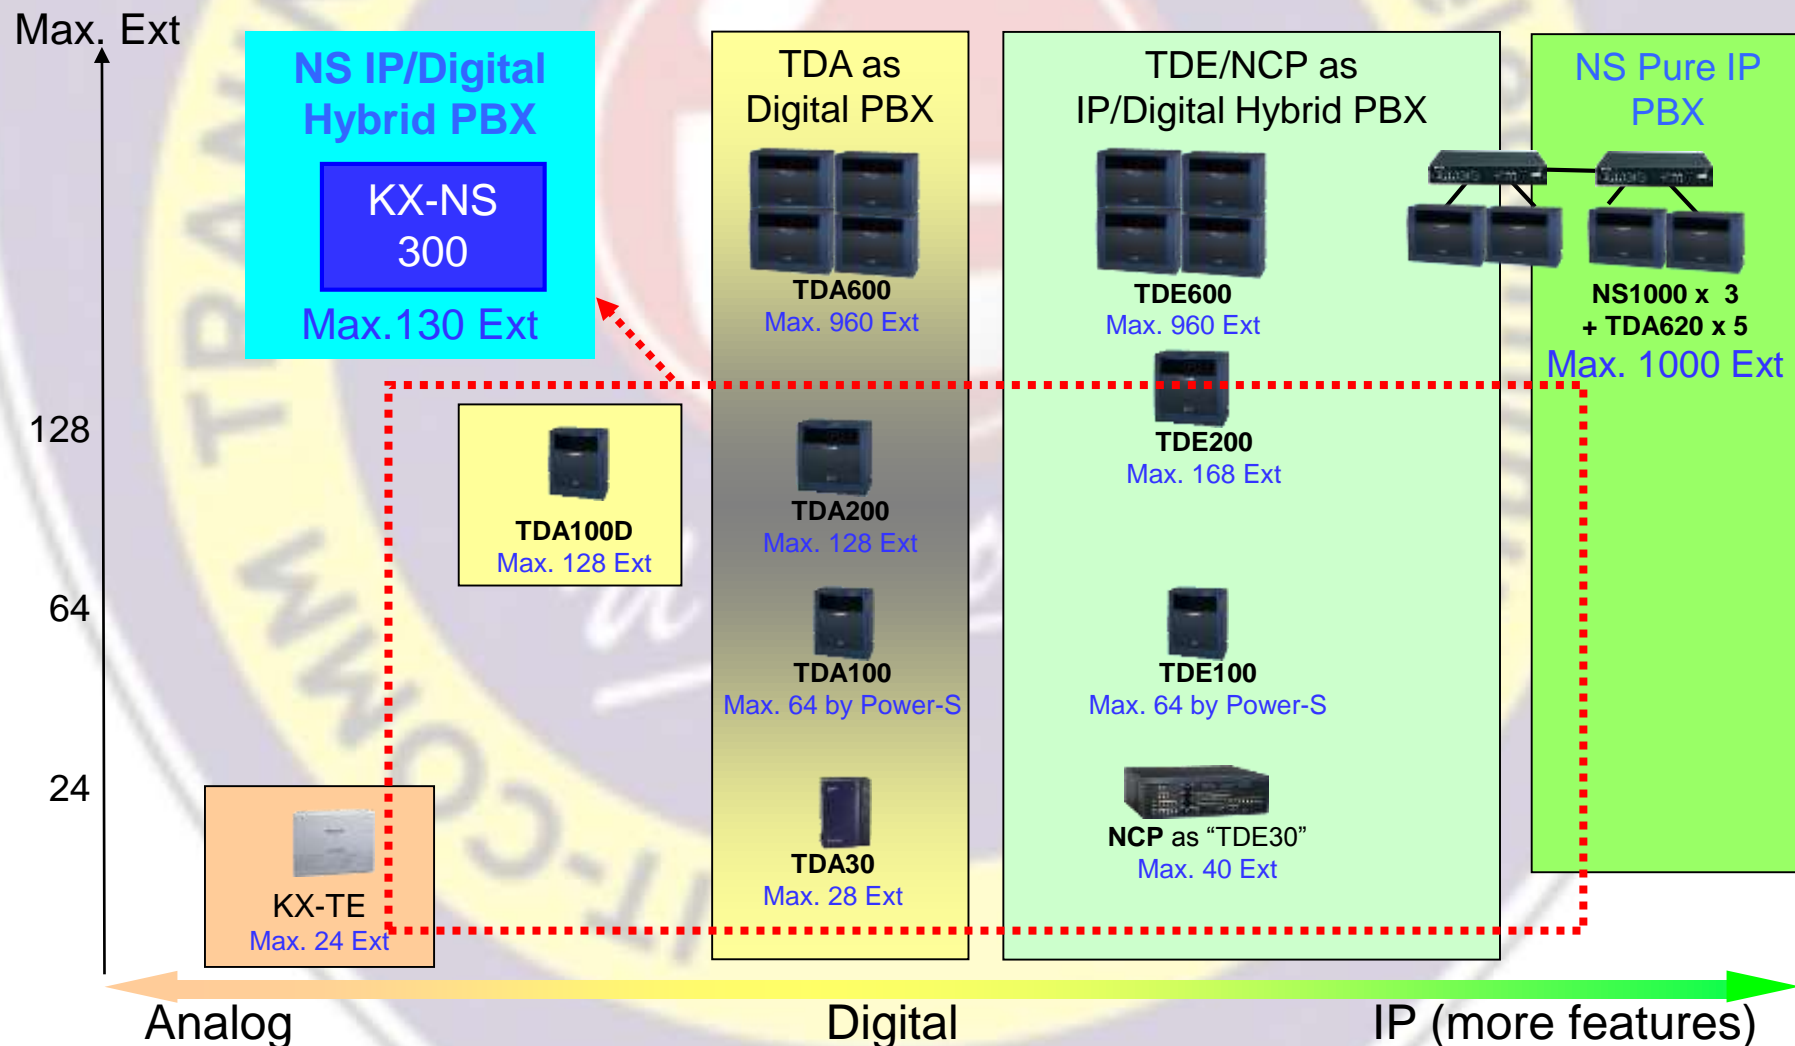 Max. Ext
NS IP/Digital
Hybrid PBX
KX-NS
300
Max.130 Ext
TDA as
Digital PBX
TDA600
Max. 960 Ext
TDE/NCP as
IP/Digital Hybrid PBX
TDE600
Max. 960 Ext
NS Pure IP
PBX
NS1000 x 3
+ TDA620 x 5
Max. 1000 Ext
128
TDA100D
Max. 128 Ext
TDA200
Max. 128 Ext
TDE200
Max. 168 Ext
64
TDA100
Max. 64 by Power-S
TDE100
Max. 64 by Power-S
24
KX-TE
Max. 24 Ext
TDA30
Max. 28 Ext
NCP as “TDE30”
Max. 40 Ext
Analog
Digital
IP (more features)
IT-COMM